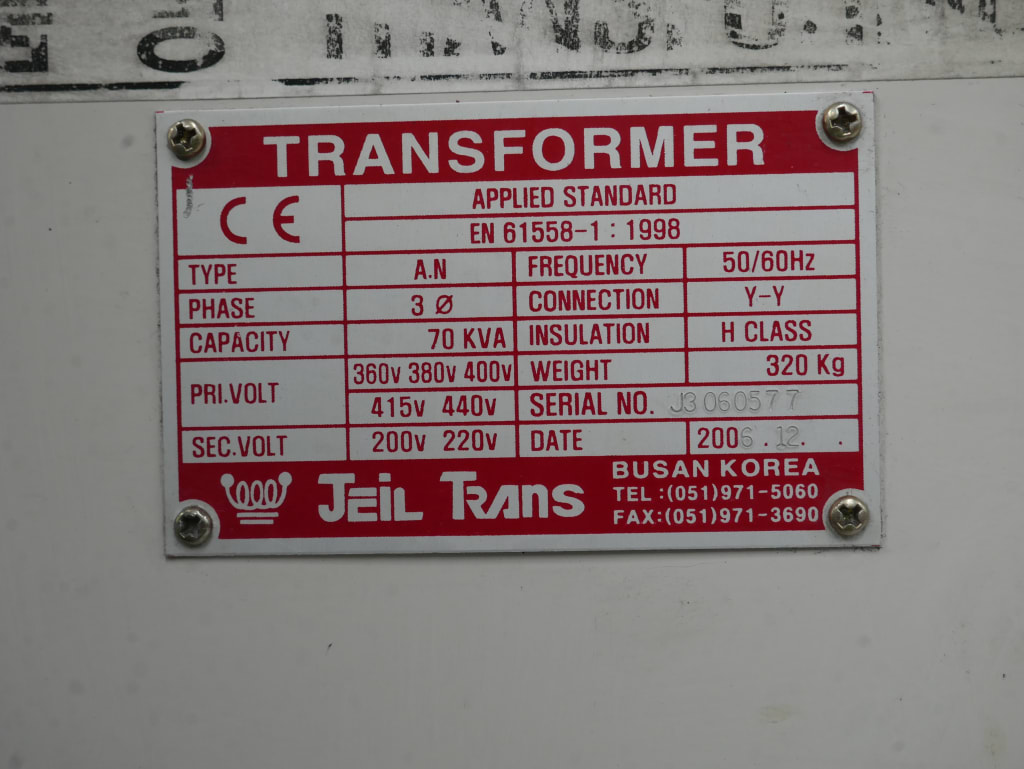 TRANSFORMER
CE
APPLIED STANDARD
EN 61558-1 : 1998
TYPE A.N FREQUENCY 50/60Hz
PHASE 3 Ø CONNECTION Y-Y
CAPACITY 70 KVA INSULATION H CLASS
PRI.VOLT 360v 380v 400v WEIGHT 320 Kg
415v 440v SERIAL NO. J3060577
SEC.VOLT 200v 220v DATE 2006.12. .
JEIL TRANS
BUSAN KOREA
TEL :(051)971-5060
FAX:(051)971-3690